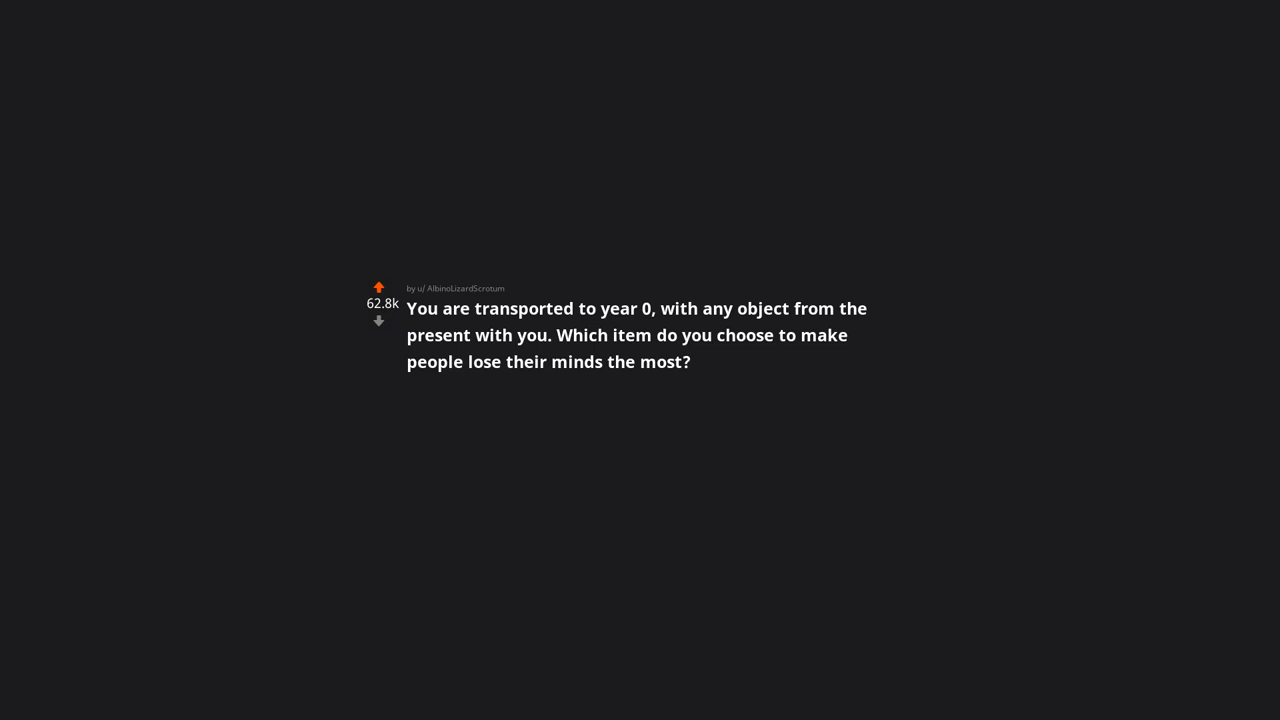 by u/ AlbinoLizardScrotum
62.8k
You are transported to year 0, with any object from the
present with you. Which item do you choose to make
people lose their minds the most?